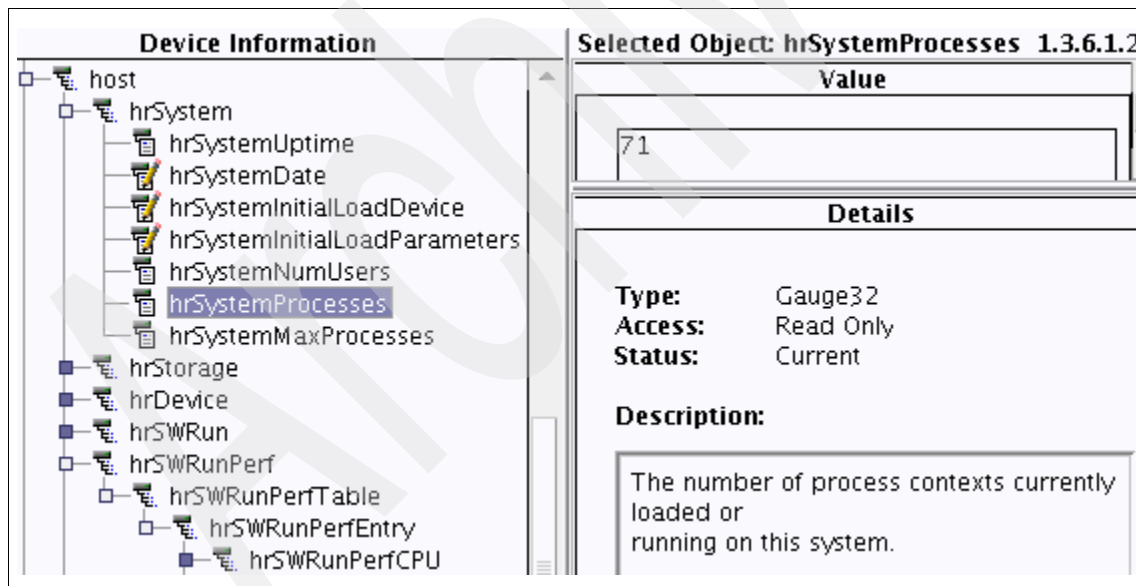 Device Information
host
hrSystem
hrSystemUptime
hrSystemDate
hrSystemInitialLoadDevice
hrSystemInitialLoadParameters
hrSystemNumUsers
hrSystemProcesses
hrSystemMaxProcesses
hrStorage
hrDevice
hrSWRun
hrSWRunPerf
hrSWRunPerfTable
hrSWRunPerfEntry
hrSWRunPerfCPU
Selected Object: hrSystemProcesses 1.3.6.1.2
Value
71
Details
Type: Gauge32
Access: Read Only
Status: Current
Description:
The number of process contexts currently
loaded or
running on this system.